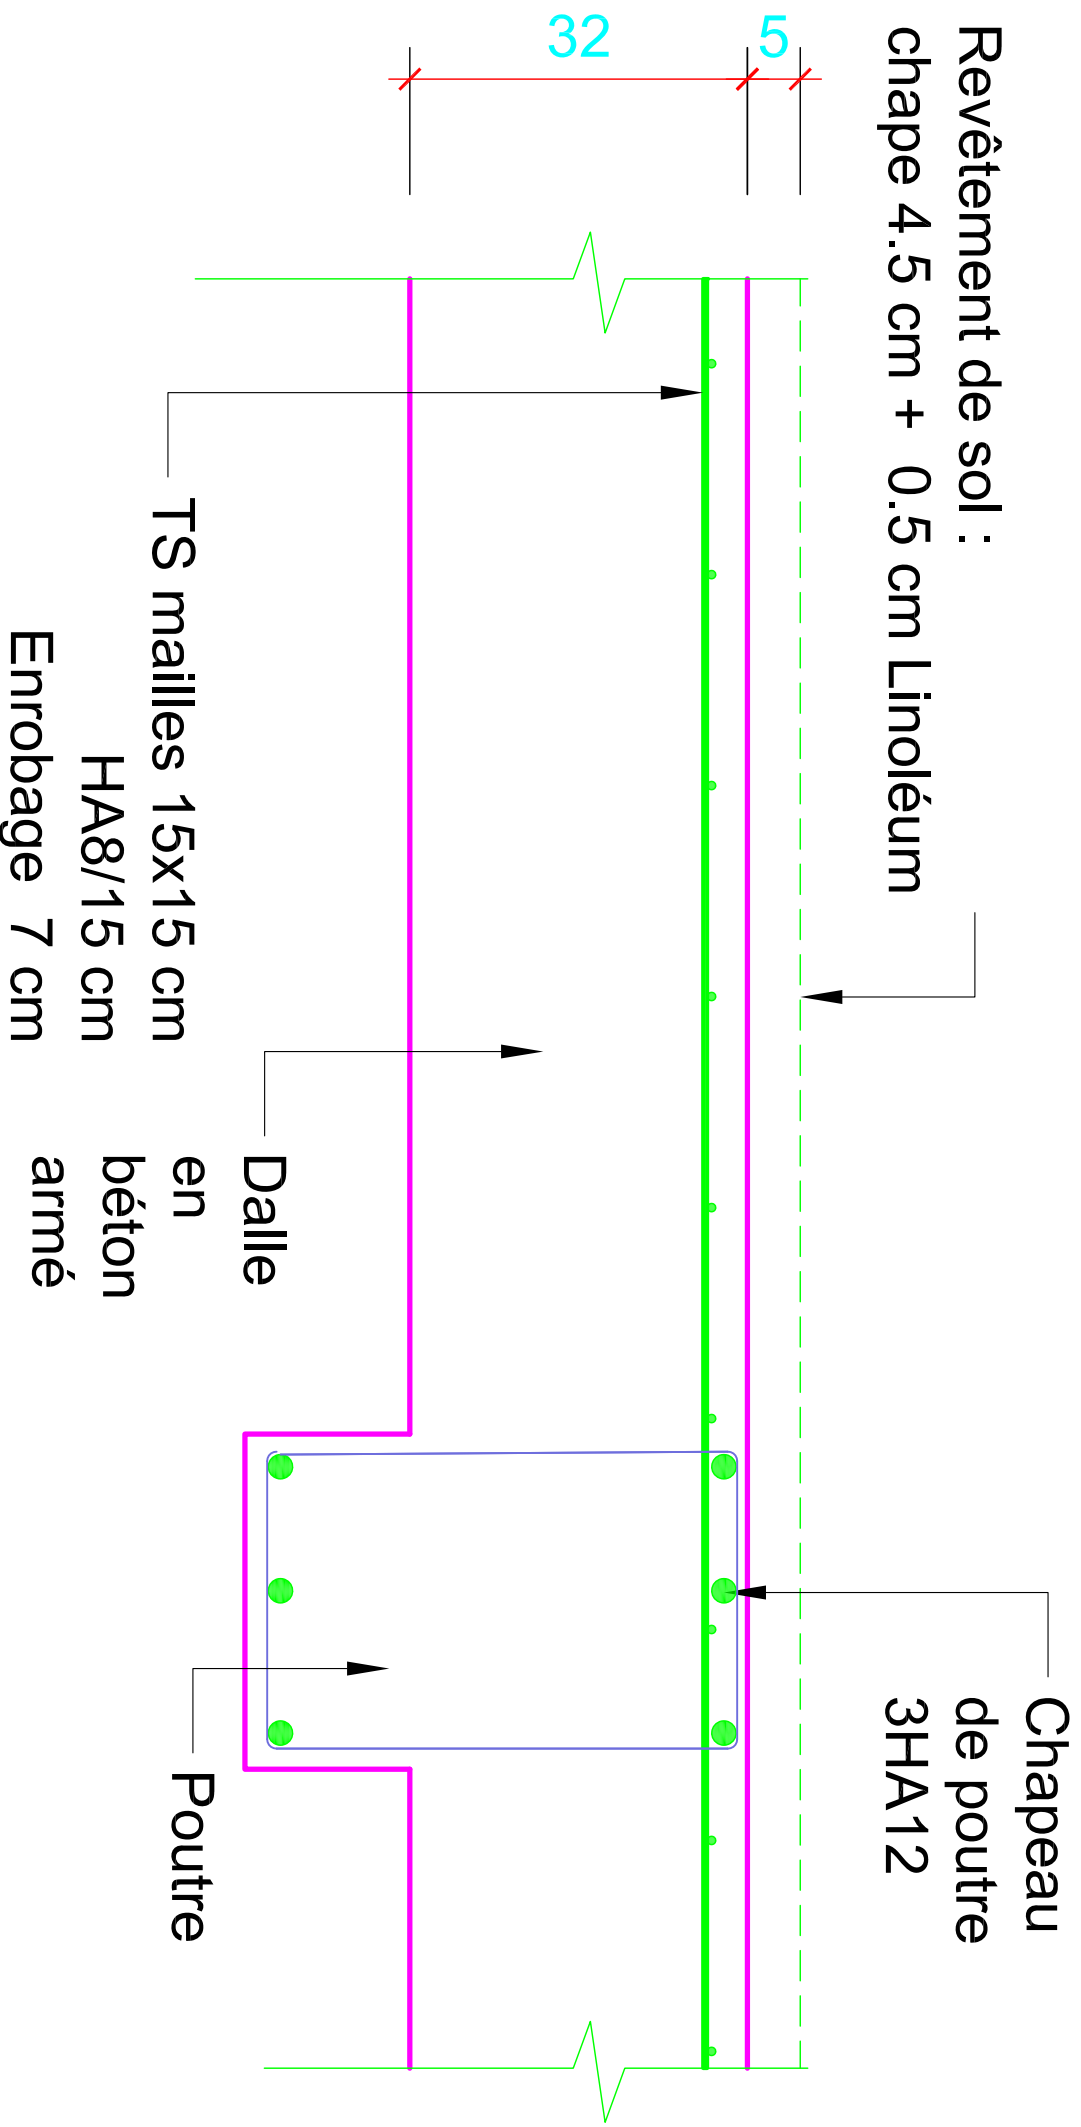 Revêtement de sol :
chape 4.5 cm + 0.5 cm Linoléum
32
5
Chapeau
de poutre
3HA12
TS mailles 15x15 cm
HA8/15 cm
Enrobage 7 cm
Dalle
en
béton
armé
Poutre